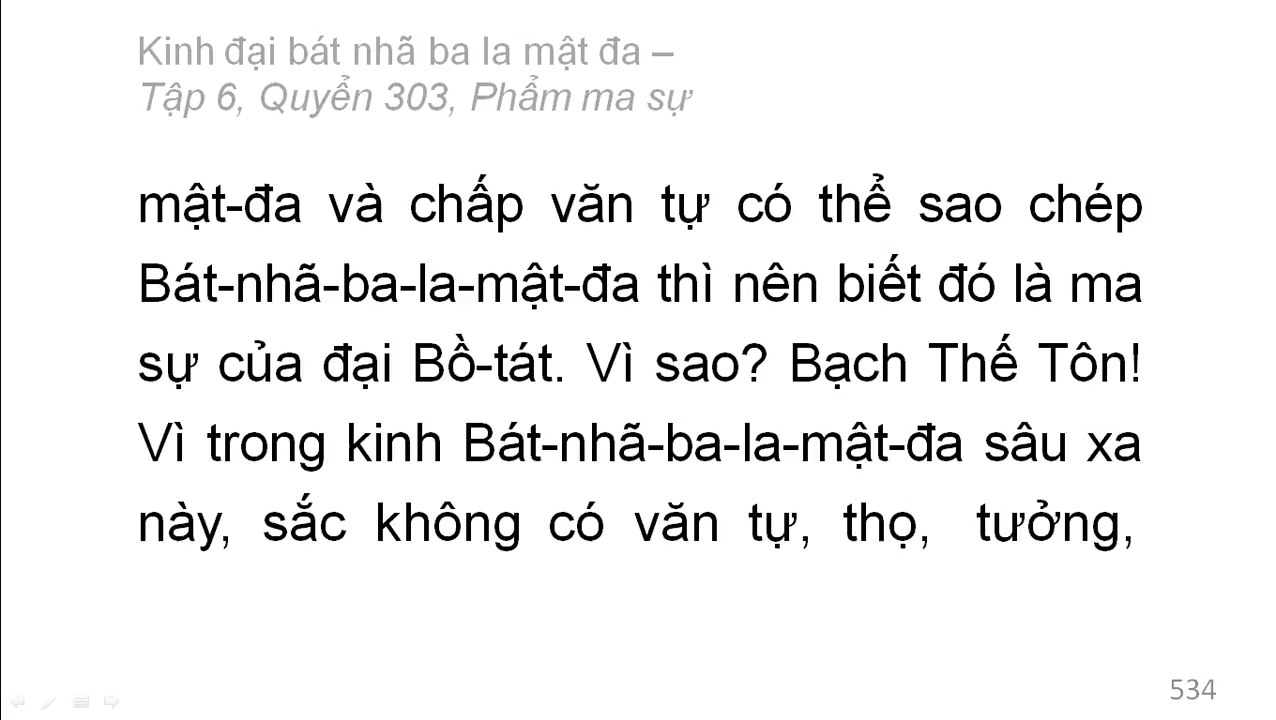 Kinh đại bát nhã ba la mật đa –
Tập 6, Quyển 303, Phẩm ma sự
mật-đa và chấp văn tự có thể sao chép
Bát-nhã-ba-la-mật-đa thì nên biết đó là ma
sự của đại Bồ-tát. Vì sao? Bạch Thế Tôn!
Vì trong kinh Bát-nhã-ba-la-mật-đa sâu xa
này, sắc không có văn tự, thọ, tưởng,
534